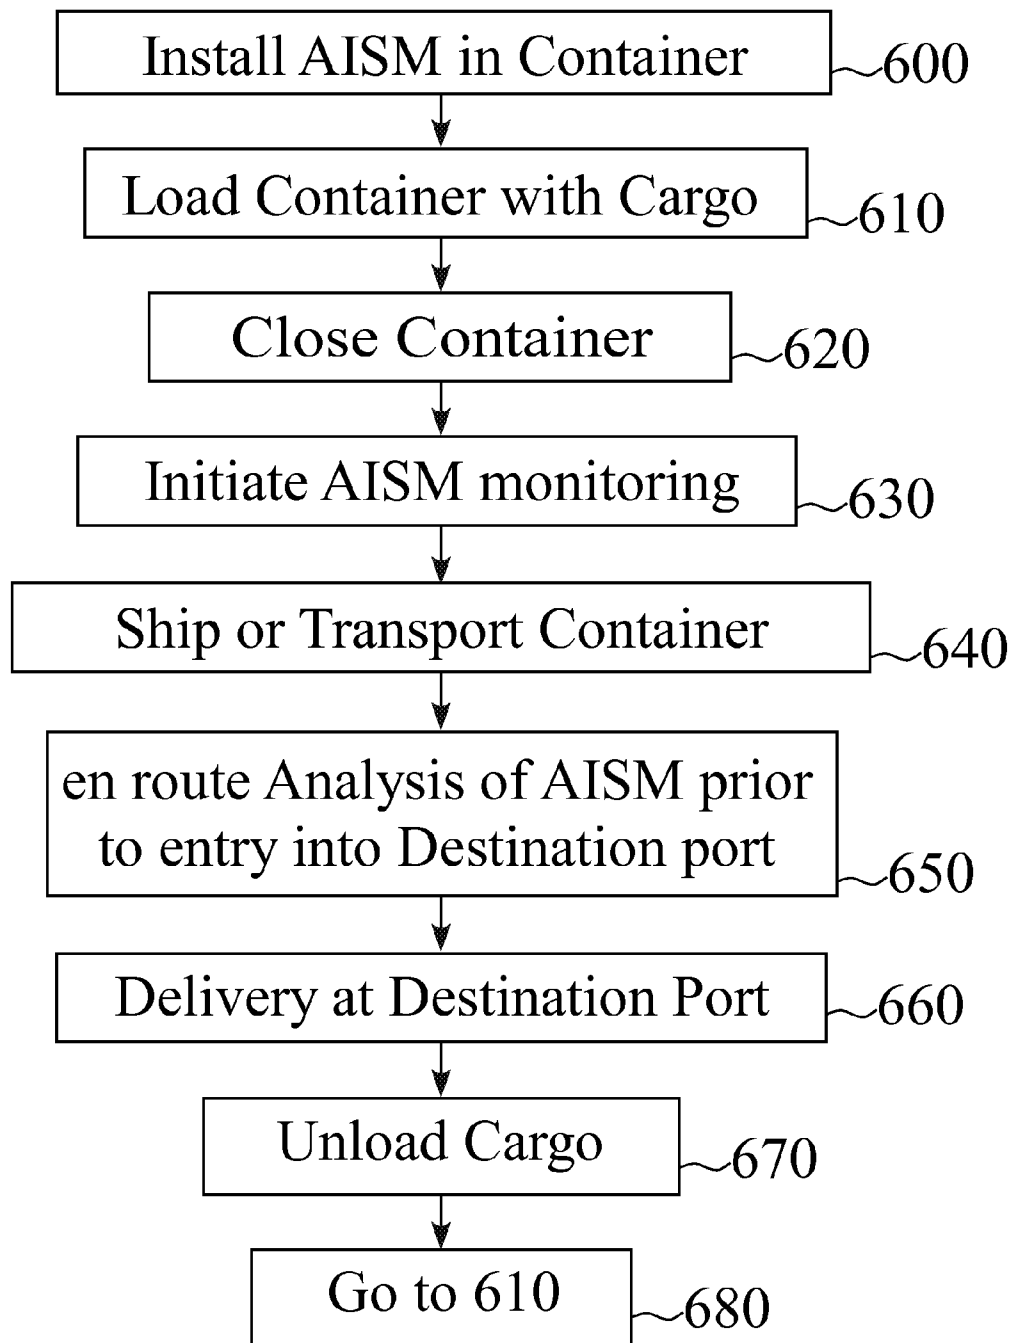 Install AISM in Container
600
Load Container with Cargo
610
Close Container
620
Initiate AISM monitoring
630
Ship or Transport Container
640
en route Analysis of AISM prior
to entry into Destination port
650
Delivery at Destination Port
660
Unload Cargo
670
Go to 610
680